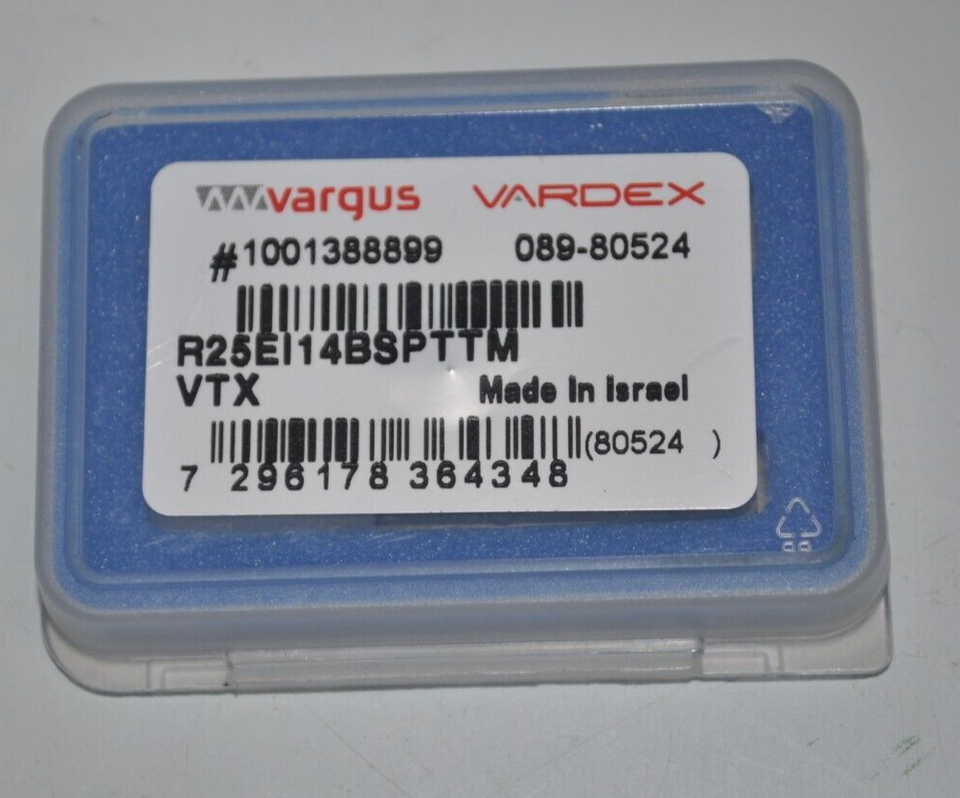 vargus VARDEX
#1001388899 089-80524
R25EI14BSPTTM
VTX Made In Israel
(80524 )
7 296178 364348